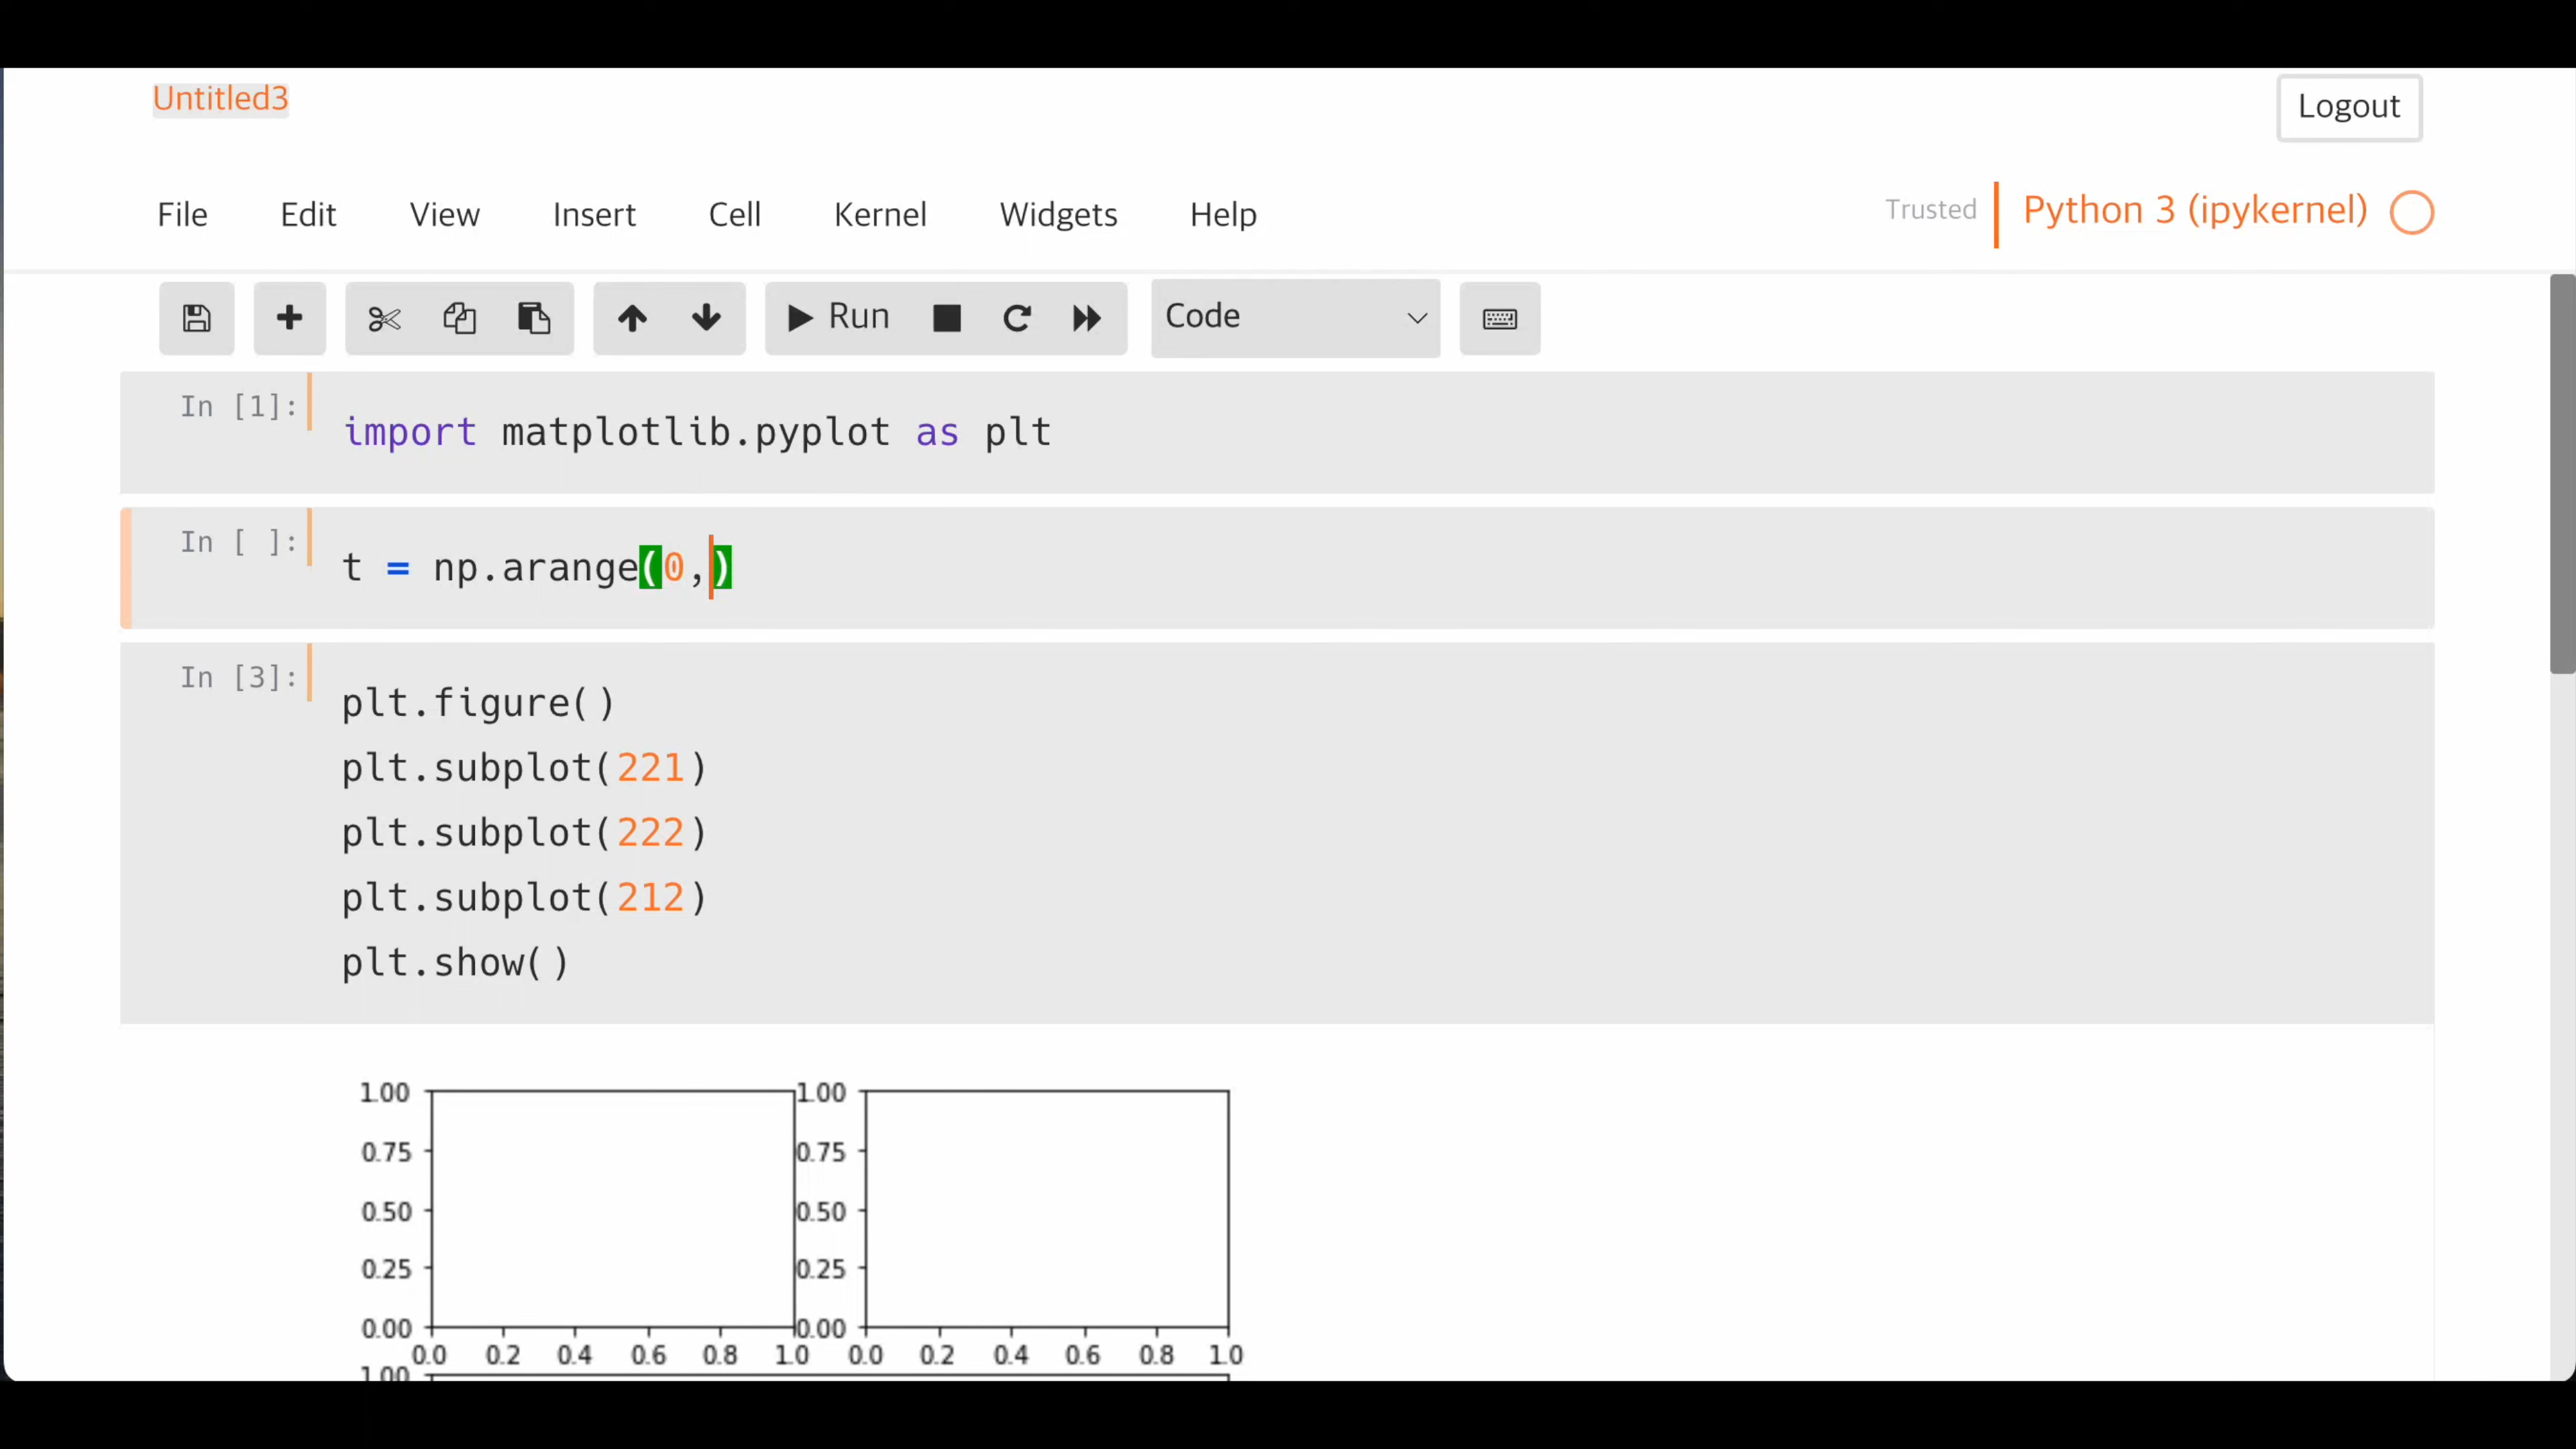 Untitled3
Logout
File Edit View Insert Cell Kernel Widgets Help Trusted Python 3 (ipykernel)
Run Code
In [1]: import matplotlib.pyplot as plt
In [ ]: t = np.arange(0,)
In [3]: plt.figure()
plt.subplot(221)
plt.subplot(222)
plt.subplot(212)
plt.show()
1.00 1.00
0.75 0.75
0.50 0.50
0.25 0.25
0.00 0.00
0.0 0.2 0.4 0.6 0.8 1.0 0.0 0.2 0.4 0.6 0.8 1.0
1.00